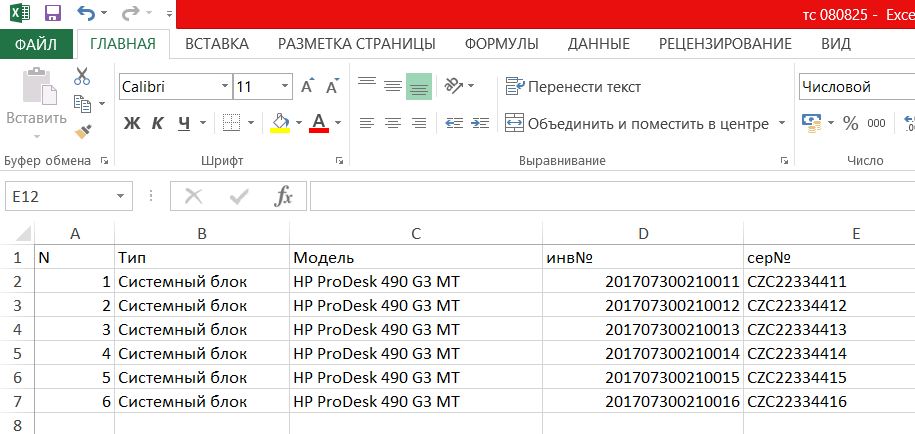 тс 080825 - Exce
ФАЙЛ ГЛАВНАЯ ВСТАВКА РАЗМЕТКА СТРАНИЦЫ ФОРМУЛЫ ДАННЫЕ РЕЦЕНЗИРОВАНИЕ ВИД
Calibri 11 Перенести текст Числовой
Вставить Ж К Ч Объединить и поместить в центре % 000
Буфер обмена Шрифт Выравнивание Число
E12 fx
A B C D E
1 N Тип Модель инв№ сер№
2 1 Системный блок HP ProDesk 490 G3 MT 201707300210011 CZC22334411
3 2 Системный блок HP ProDesk 490 G3 MT 201707300210012 CZC22334412
4 3 Системный блок HP ProDesk 490 G3 MT 201707300210013 CZC22334413
5 4 Системный блок HP ProDesk 490 G3 MT 201707300210014 CZC22334414
6 5 Системный блок HP ProDesk 490 G3 MT 201707300210015 CZC22334415
7 6 Системный блок HP ProDesk 490 G3 MT 201707300210016 CZC22334416
8